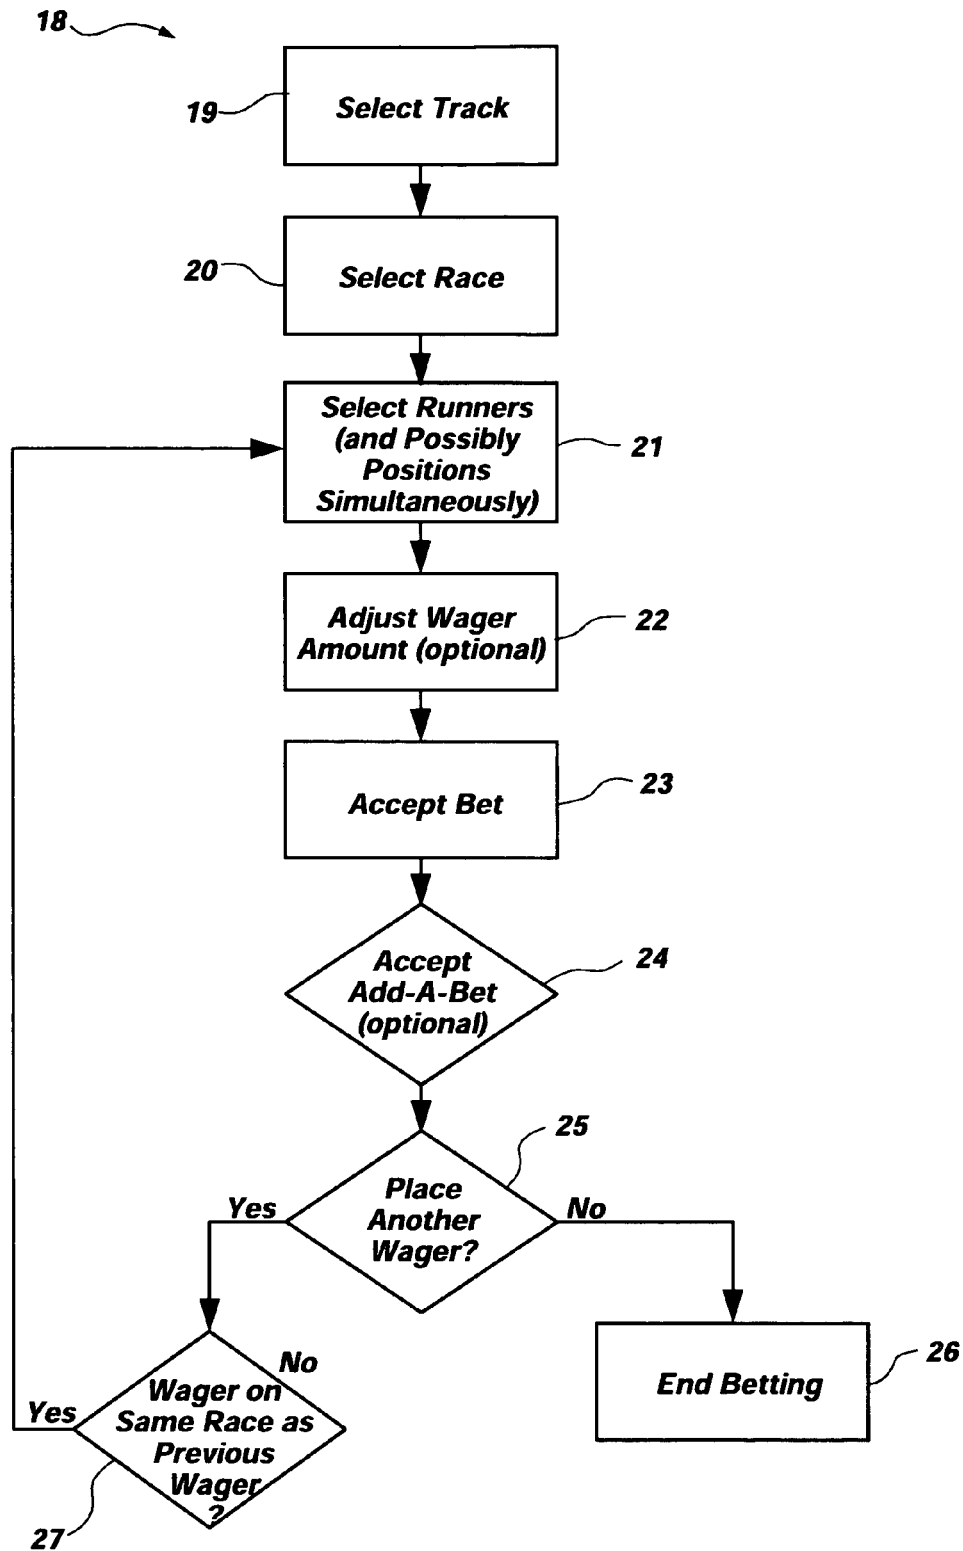 18
19
Select Track
20
Select Race
Select Runners
(and Possibly
Positions
Simultaneously)
21
Adjust Wager
Amount (optional)
22
Accept Bet
23
Accept
Add-A-Bet
(optional)
24
25
Place
Another
Wager?
Yes
No
No
Wager on
Same Race as
Previous
Wager
?
Yes
27
End Betting
26